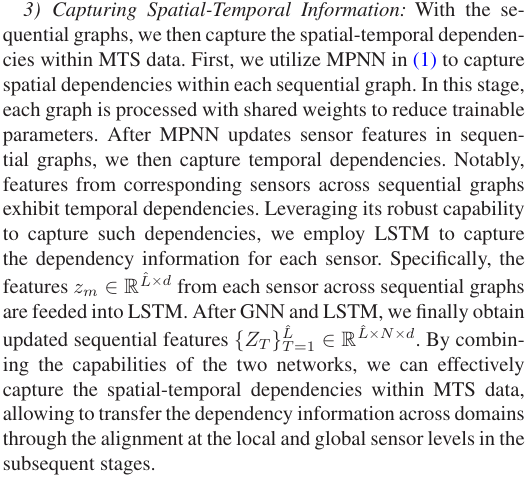 3) Capturing Spatial-Temporal Information: With the se-
quential graphs, we then capture the spatial-temporal dependen-
cies within MTS data. First, we utilize MPNN in (1) to capture
spatial dependencies within each sequential graph. In this stage,
each graph is processed with shared weights to reduce trainable
parameters. After MPNN updates sensor features in sequen-
tial graphs, we then capture temporal dependencies. Notably,
features from corresponding sensors across sequential graphs
exhibit temporal dependencies. Leveraging its robust capability
to capture such dependencies, we employ LSTM to capture
the dependency information for each sensor. Specifically, the
features $z_m \in \mathbb{R}^{\hat{L} \times d}$ from each sensor across sequential graphs
are feeded into LSTM. After GNN and LSTM, we finally obtain
updated sequential features $\{Z_T\}_{T=1}^{\hat{L}} \in \mathbb{R}^{\hat{L} \times N \times d}$. By combin-
ing the capabilities of the two networks, we can effectively
capture the spatial-temporal dependencies within MTS data,
allowing to transfer the dependency information across domains
through the alignment at the local and global sensor levels in the
subsequent stages.